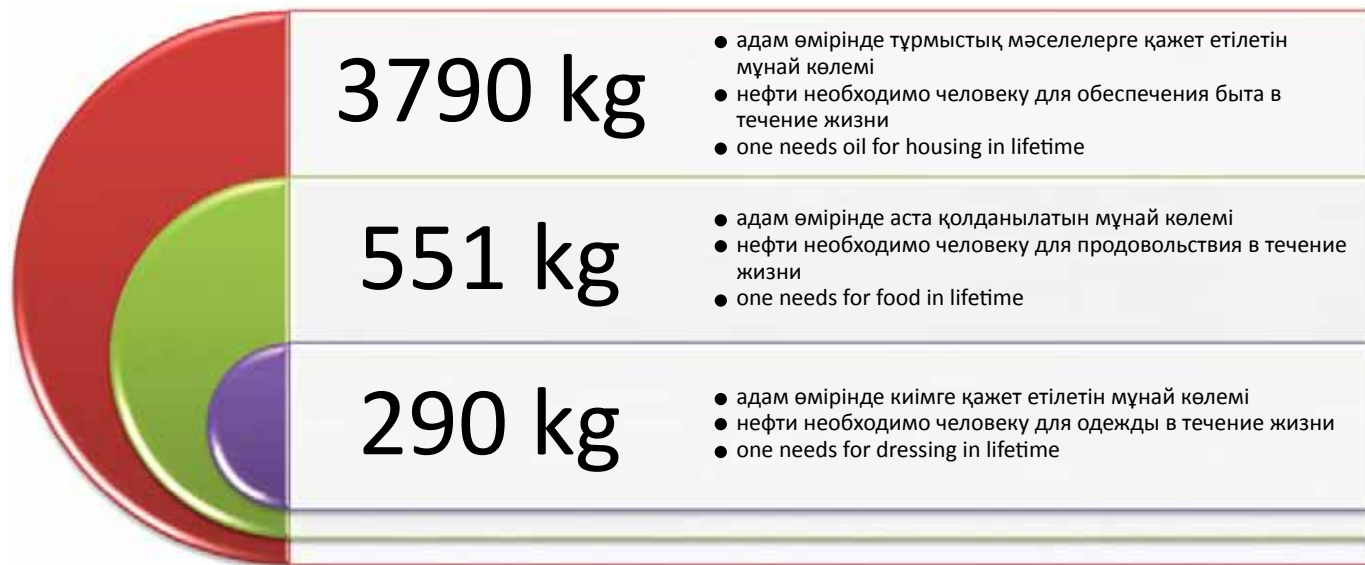 3790 kg
● адам өмірінде тұрмыстық мәселелерге қажет етілетін
мұнай көлемі
● нефти необходимо человеку для обеспечения быта в
течение жизни
● one needs oil for housing in lifetime
551 kg
● адам өмірінде аста қолданылатын мұнай көлемі
● нефти необходимо человеку для продовольствия в течение
жизни
● one needs for food in lifetime
290 kg
● адам өмірінде киімге қажет етілетін мұнай көлемі
● нефти необходимо человеку для одежды в течение жизни
● one needs for dressing in lifetime